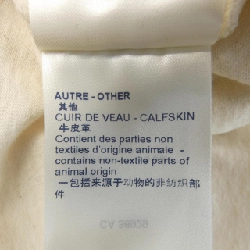 AUTRE - OTHER
其他
CUIR DE VEAU - CALFSKIN
牛皮革
Contient des parties non
textiles d'origine animale -
contains non-textile parts of
animal origin
一包括来源于动物的非纺织部
件